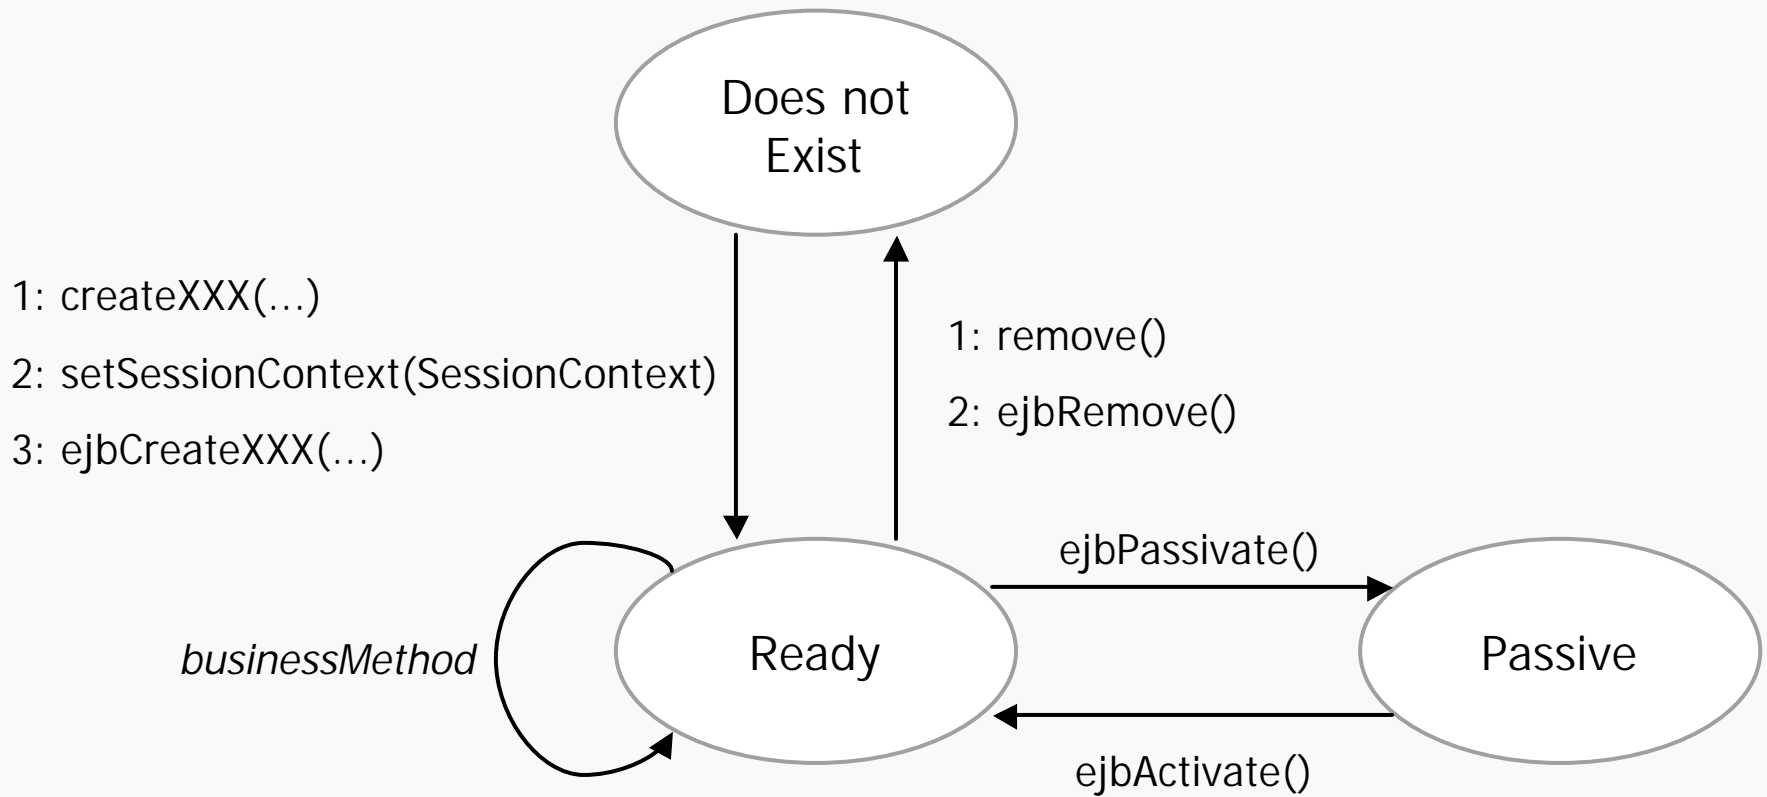 Does not
Exist
1: createXXX(...)
2: setSessionContext(SessionContext)
3: ejbCreateXXX(...)
1: remove()
2: ejbRemove()
ejbPassivate()
businessMethod
Ready
Passive
ejbActivate()